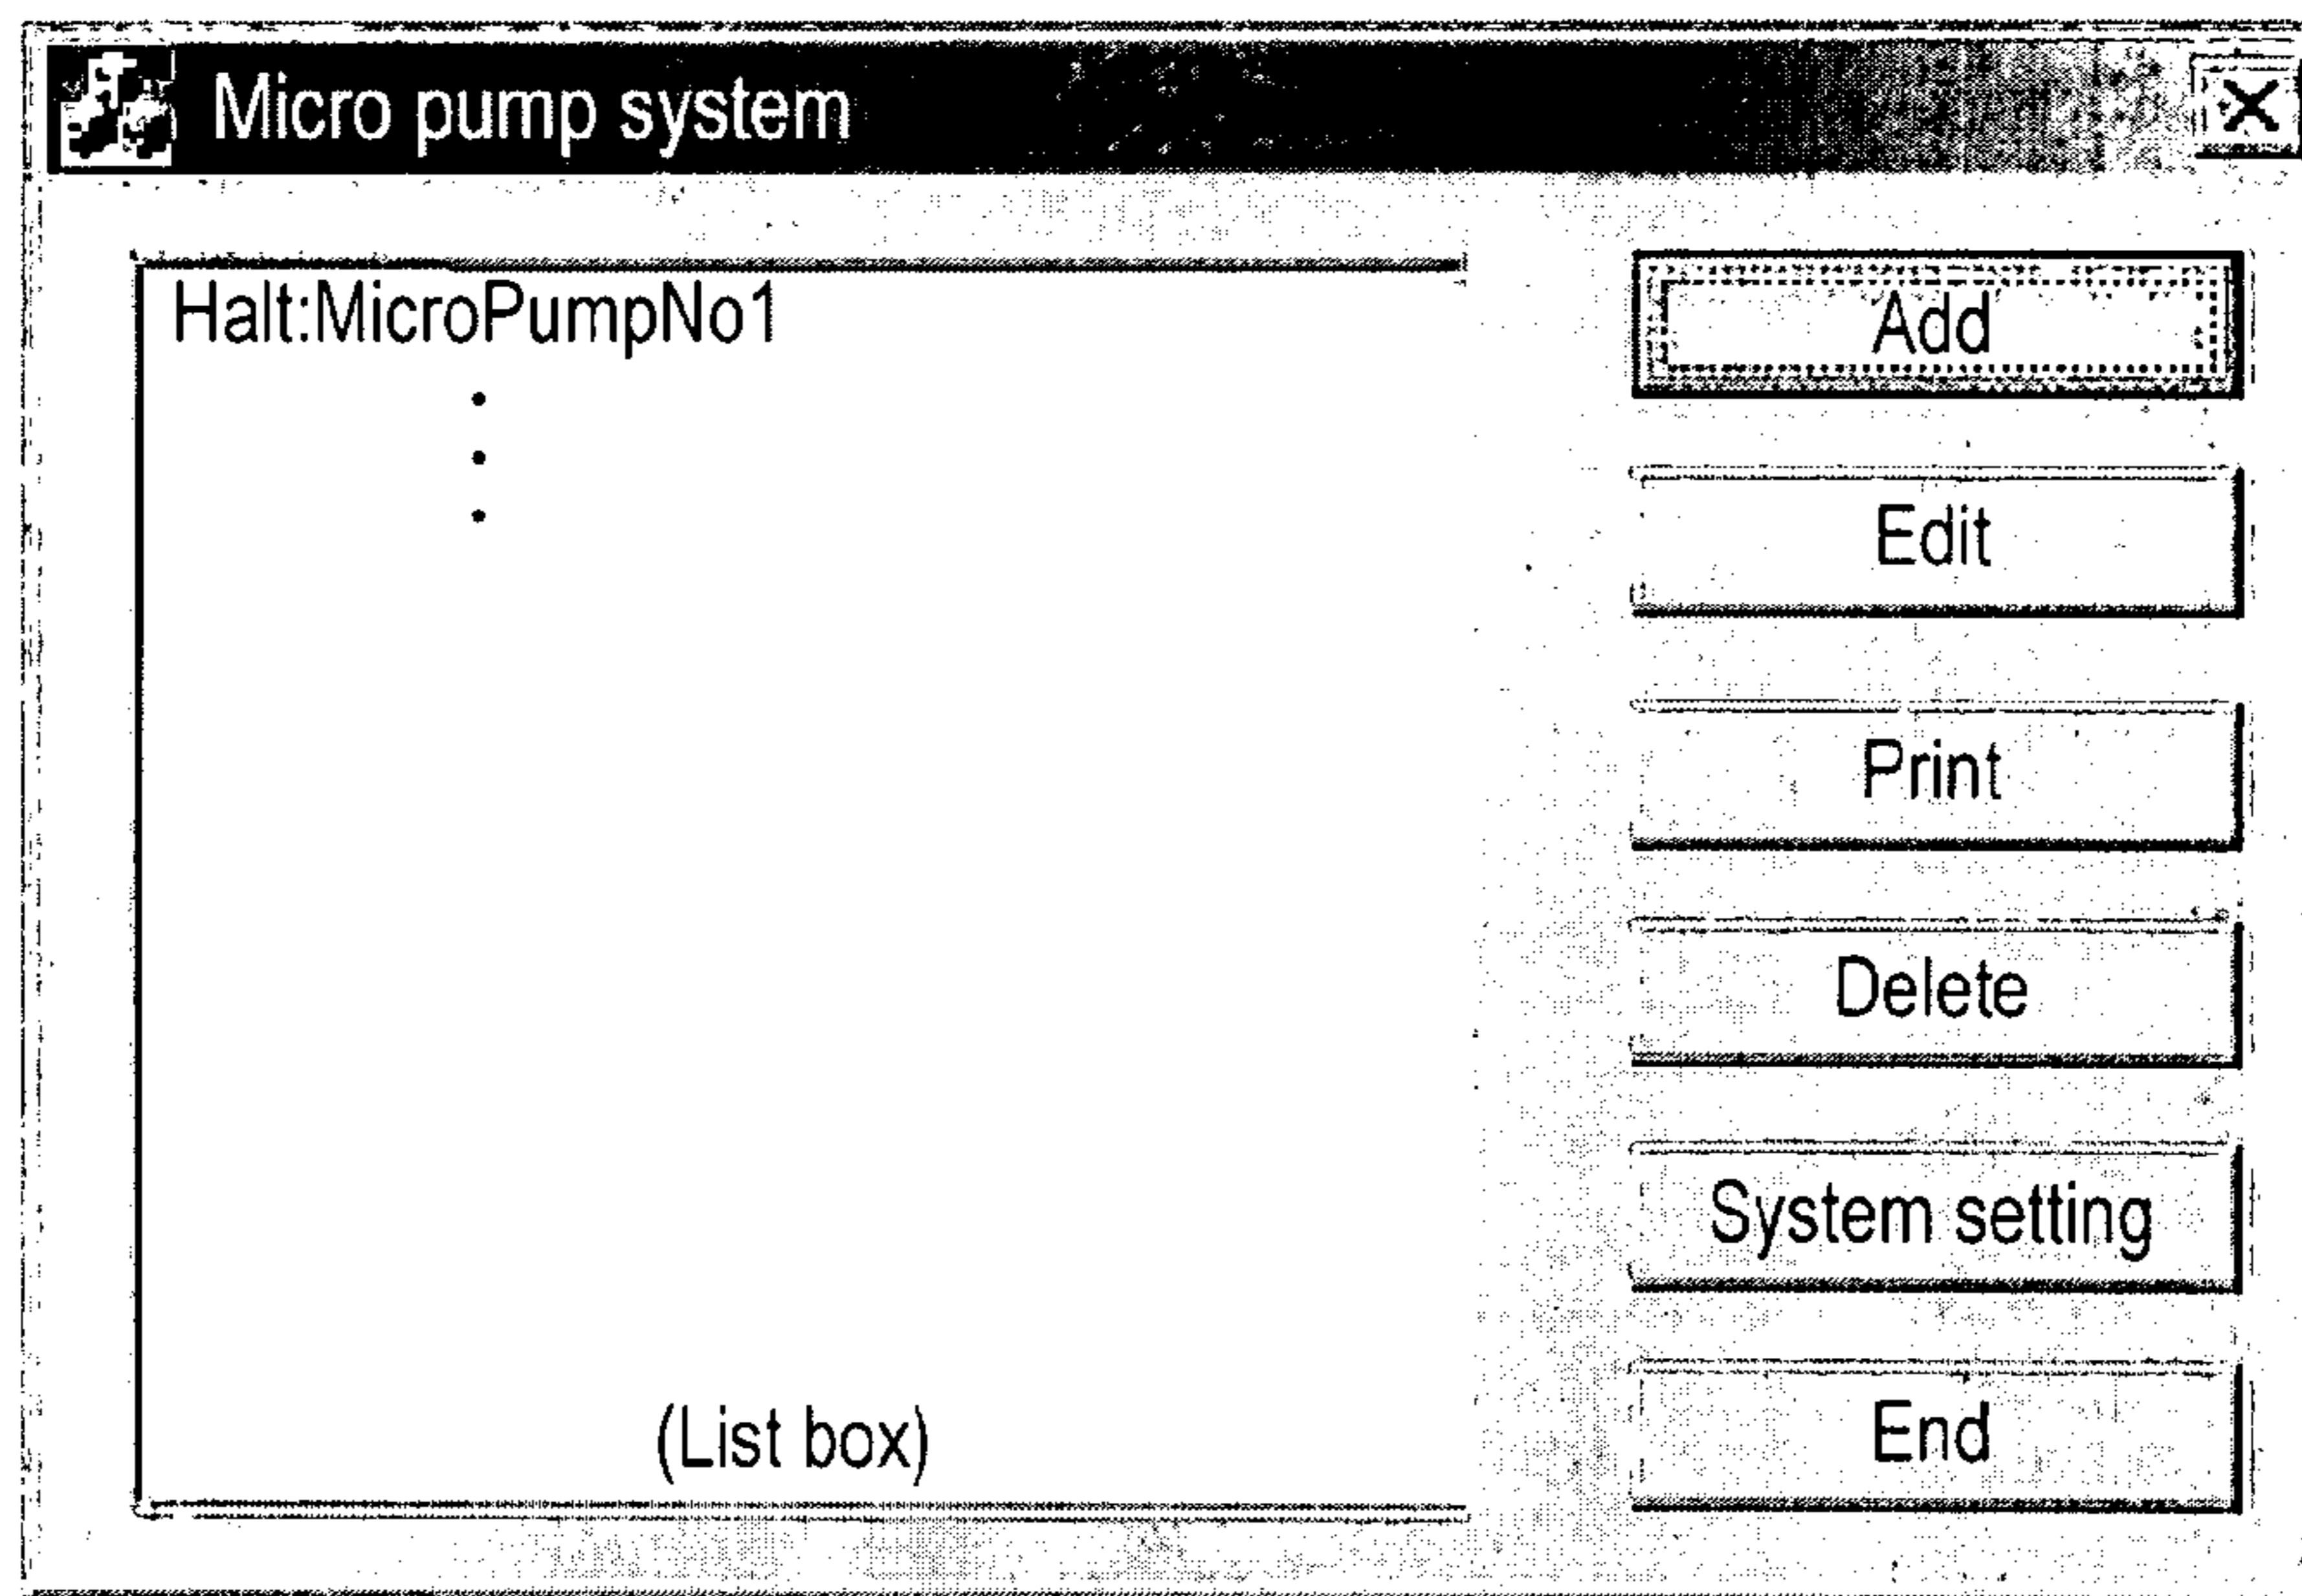 Micro pump system
Halt:MicroPumpNo1
Add
Edit
Print
Delete
System setting
End
(List box)